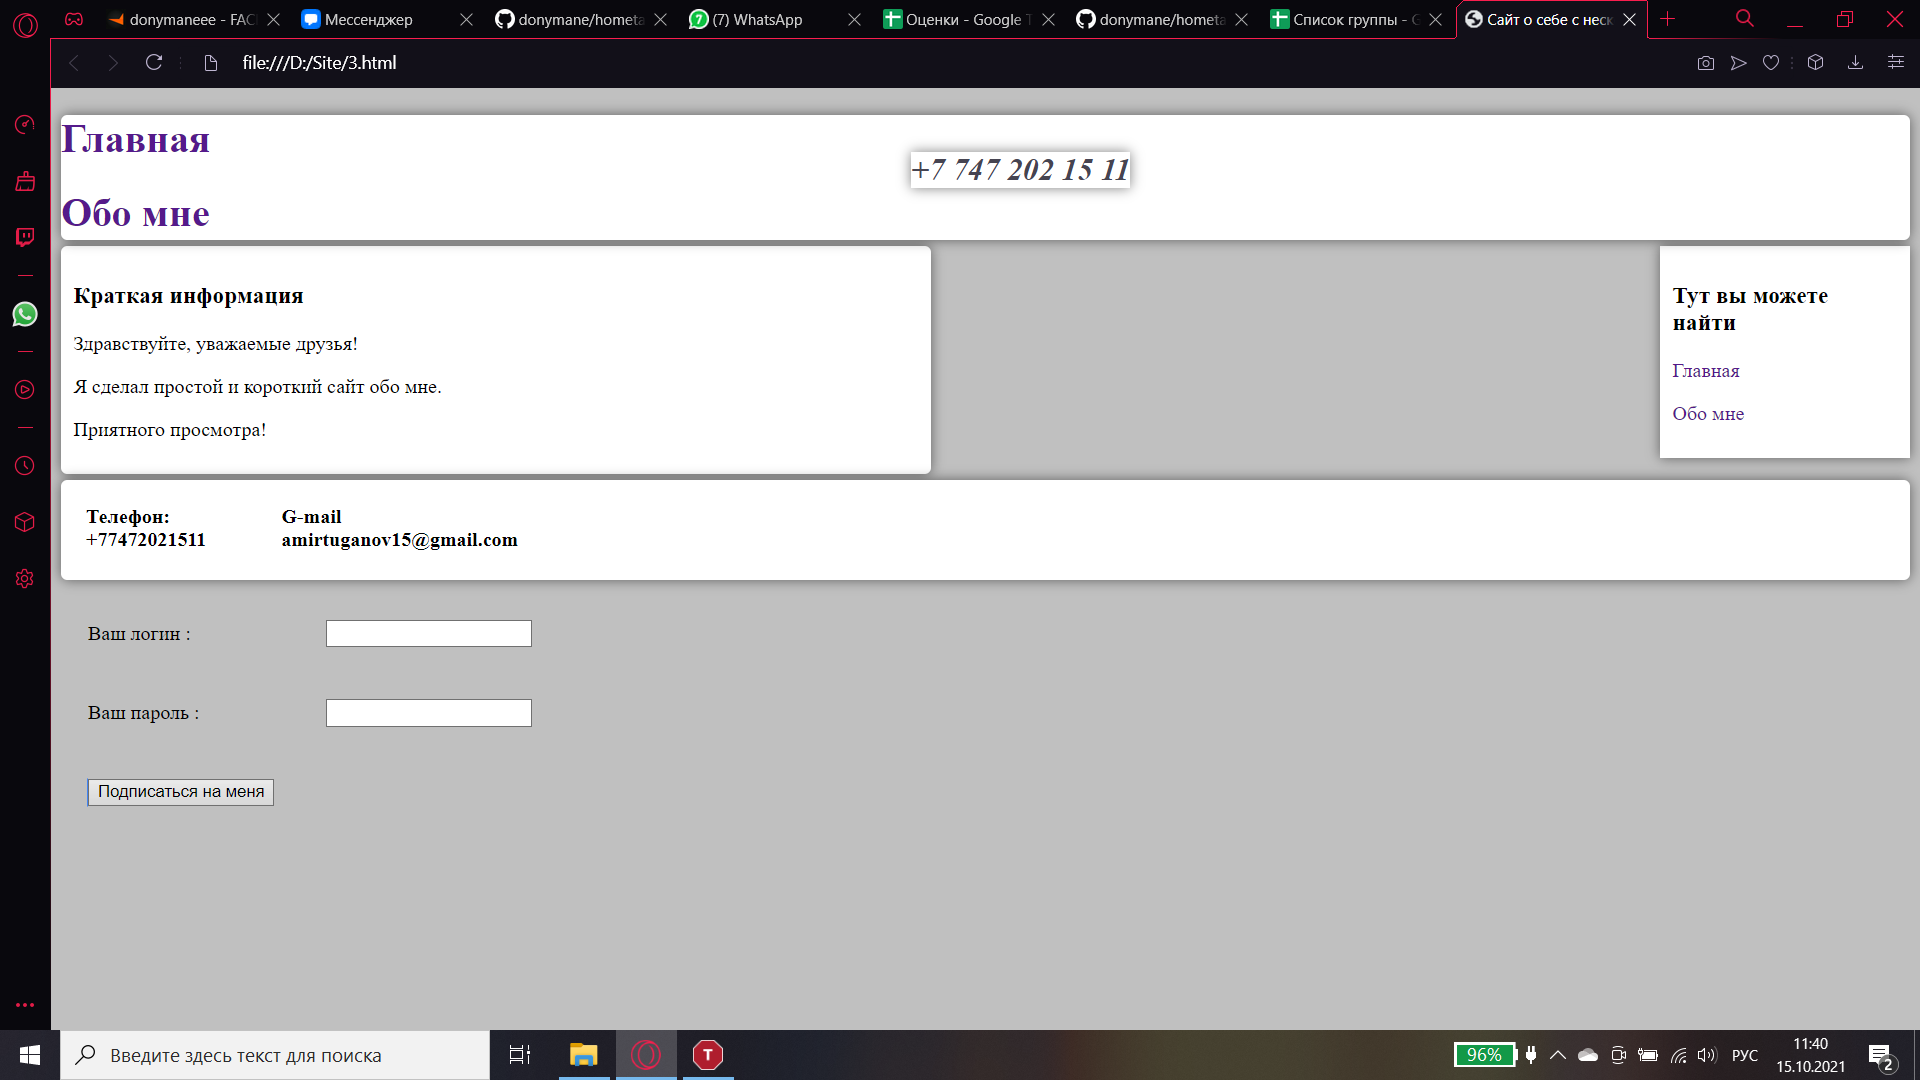 donymaneee - FAC
Мессенджер
donymane/hometa
(7) WhatsApp
Оценки - Google T
donymane/hometa
Список группы - G
Сайт о себе с неск
file:///D:/Site/3.html
Главная
+7 747 202 15 11
Обо мне
Краткая информация
Здравствуйте, уважаемые друзья!
Я сделал простой и короткий сайт обо мне.
Приятного просмотра!
Тут вы можете
найти
Главная
Обо мне
Телефон:
+77472021511
G-mail
amirtuganov15@gmail.com
Ваш логин :
Ваш пароль :
Подписаться на меня
Введите здесь текст для поиска
T
96%
РУС
11:40
15.10.2021
2